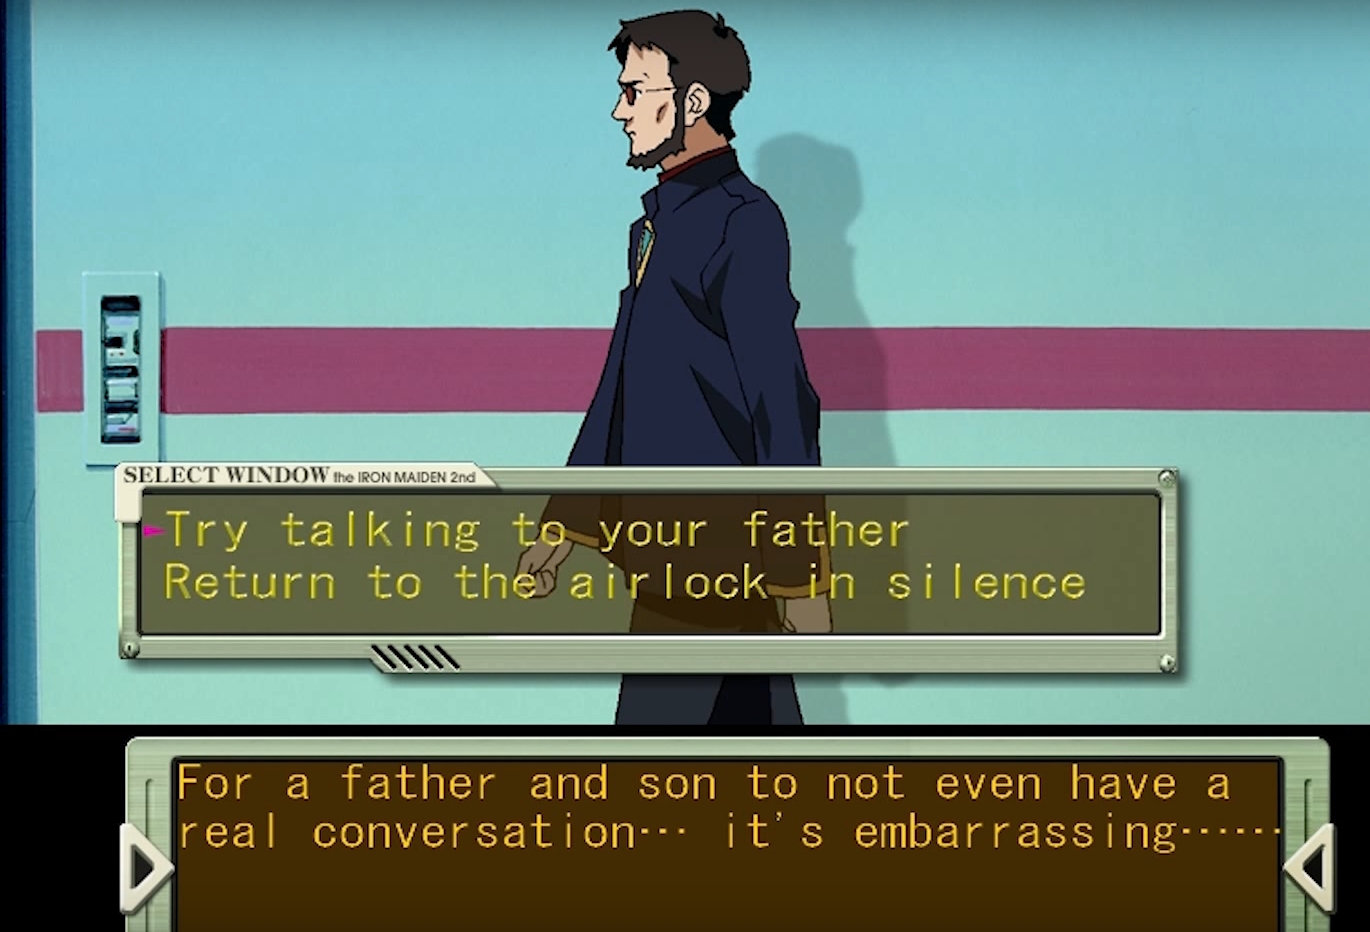 SELECT WINDOW the IRON MAIDEN 2nd
Try talking to your father
Return to the airlock in silence
For a father and son to not even have a
real conversation… it's embarrassing……